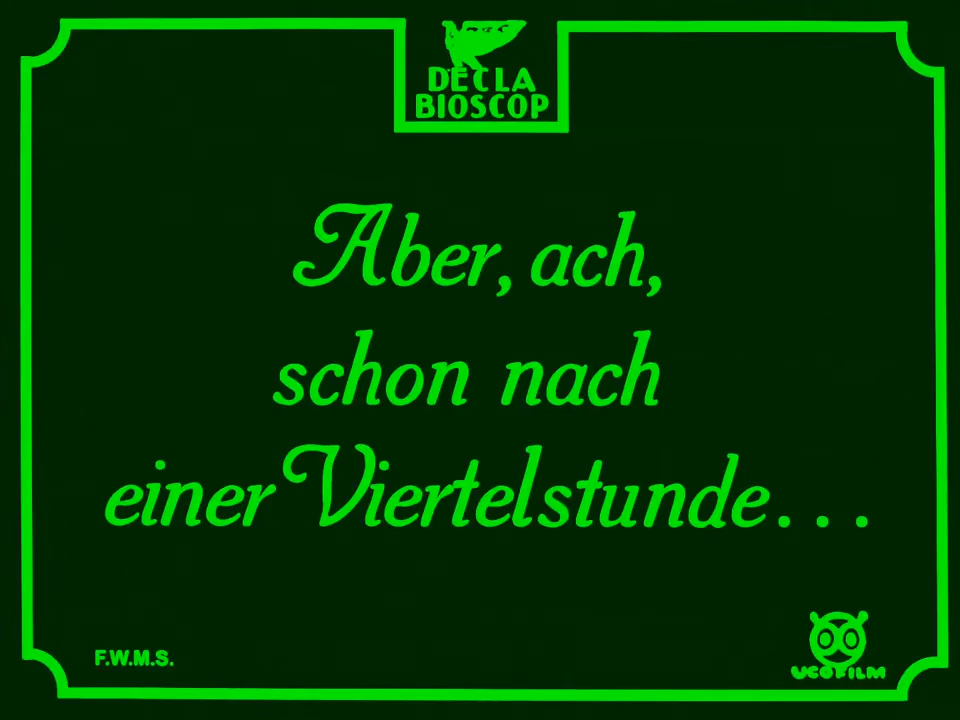 DECLA
BIOSCOP
Aber, ach,
schon nach
einer Viertelstunde...
F.W.M.S.
UCOFILM